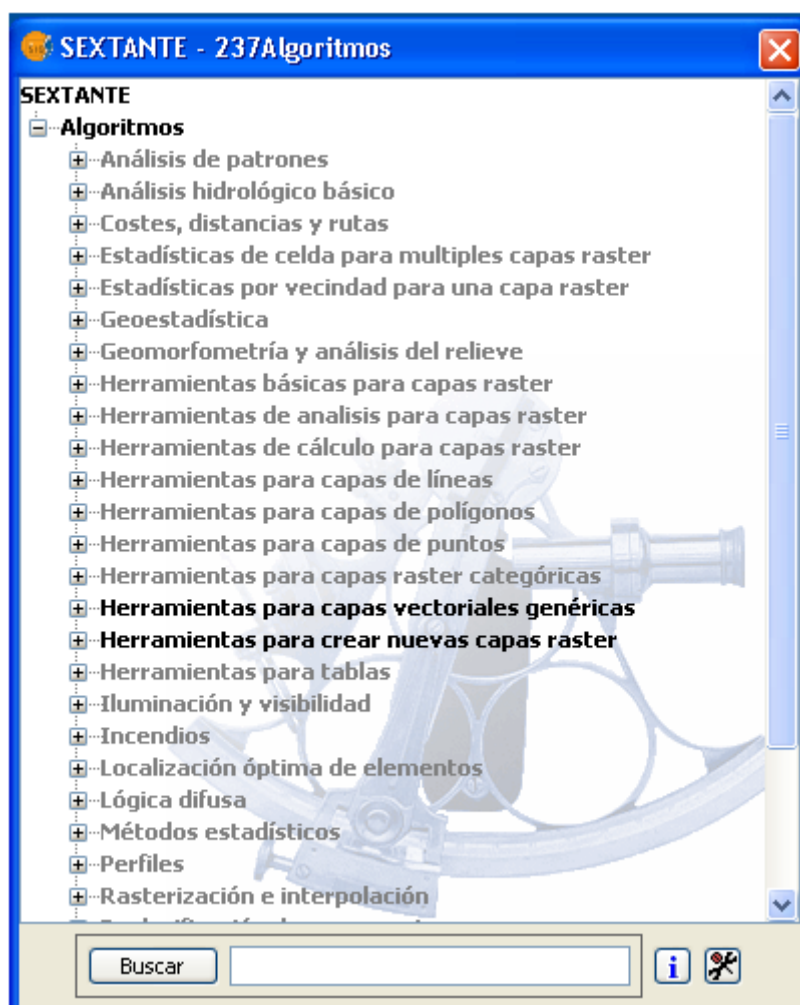 SEXTANTE - 237Algoritmos
SEXTANTE
Algoritmos
Análisis de patrones
Análisis hidrológico básico
Costes, distancias y rutas
Estadísticas de celda para multiples capas raster
Estadísticas por vecindad para una capa raster
Geoestadística
Geomorfometría y análisis del relieve
Herramientas básicas para capas raster
Herramientas de analisis para capas raster
Herramientas de cálculo para capas raster
Herramientas para capas de líneas
Herramientas para capas de polígonos
Herramientas para capas de puntos
Herramientas para capas raster categóricas
Herramientas para capas vectoriales genéricas
Herramientas para crear nuevas capas raster
Herramientas para tablas
Iluminación y visibilidad
Incendios
Localización óptima de elementos
Lógica difusa
Métodos estadísticos
Perfiles
Rasterización e interpolación
Buscar